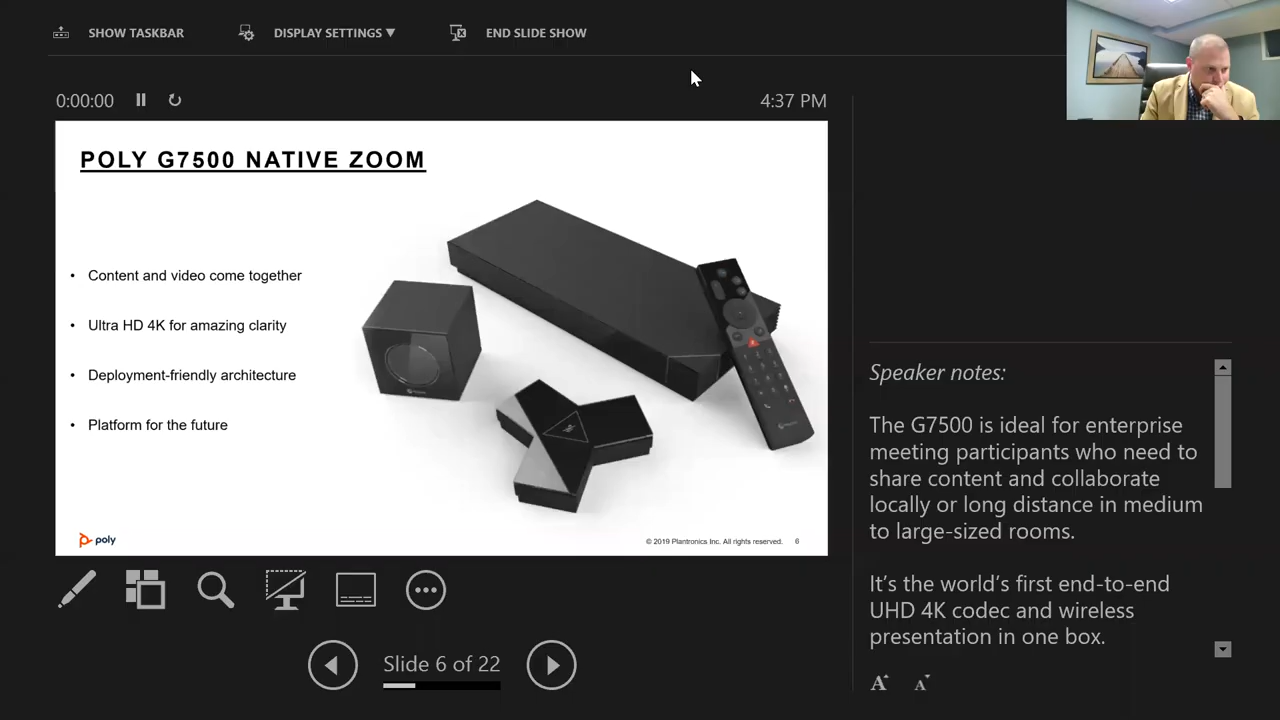 SHOW TASKBAR
DISPLAY SETTINGS ▼
END SLIDE SHOW
0:00:00
4:37 PM
POLY G7500 NATIVE ZOOM
• Content and video come together
• Ultra HD 4K for amazing clarity
• Deployment-friendly architecture
• Platform for the future
poly
© 2019 Plantronics Inc. All rights reserved. 6
Slide 6 of 22
Speaker notes:
The G7500 is ideal for enterprise
meeting participants who need to
share content and collaborate
locally or long distance in medium
to large-sized rooms.
It's the world's first end-to-end
UHD 4K codec and wireless
presentation in one box.
A A